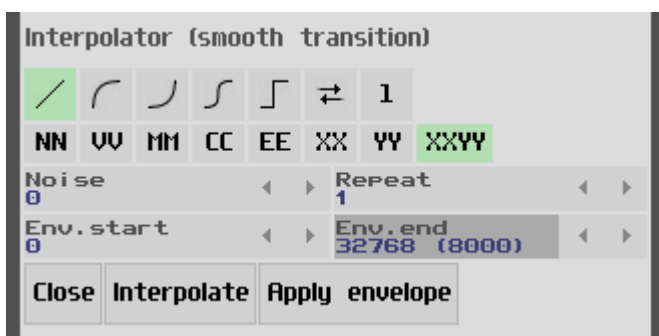 Interpolator (smooth transition)
1
NN VV MM CC EE XX YY XXYY
Noise Repeat
0 1
Env.start Env.end
0 32768 (8000)
Close Interpolate Apply envelope